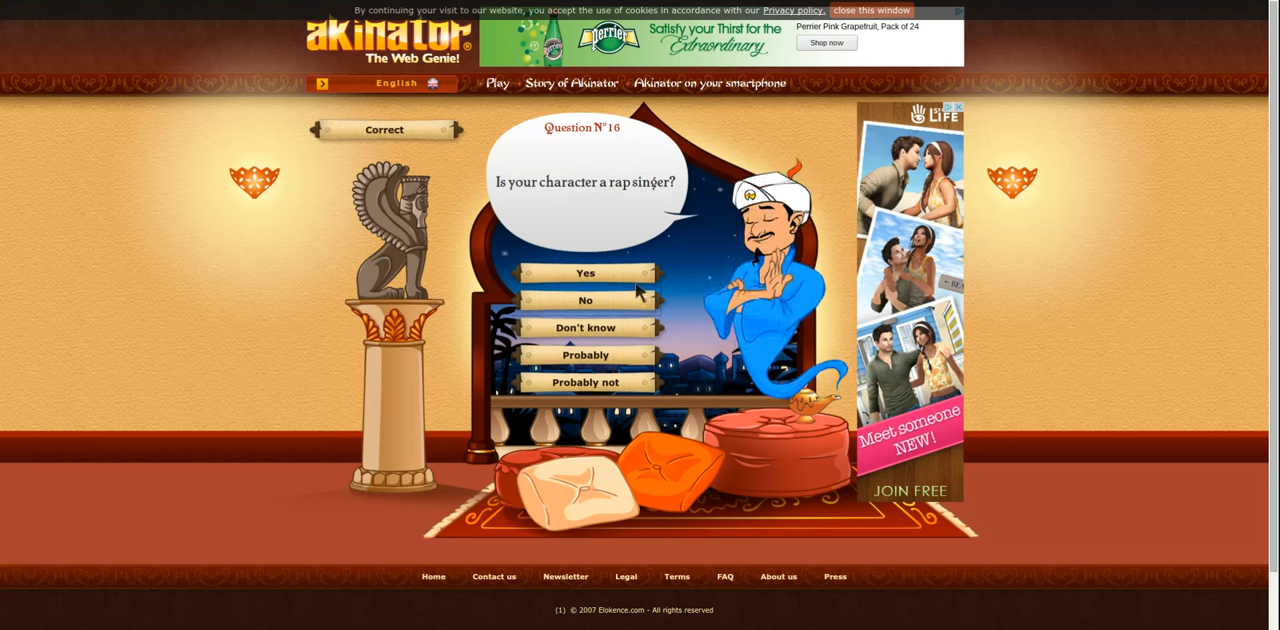 By continuing your visit to our website, you accept the use of cookies in accordance with our Privacy policy. close this window
akinator®
The Web Genie!
perrier
Satisfy your Thirst for the
Extraordinary
Perrier Pink Grapefruit, Pack of 24
Shop now
English
Play
Story of Akinator
Akinator on your smartphone
Correct
Question N°16
Is your character a rap singer?
Yes
No
Don't know
Probably
Probably not
LIFE
Meet someone
NEW!
JOIN FREE
Home
Contact us
Newsletter
Legal
Terms
FAQ
About us
Press
(1) © 2007 Elokence.com - All rights reserved